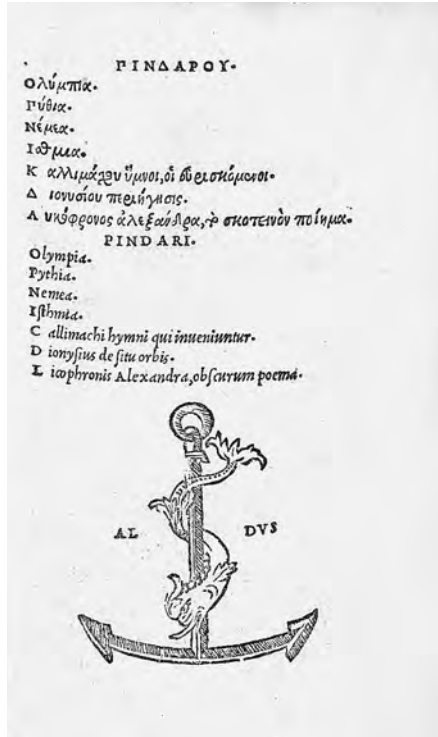 ΠΙΝΔΑΡΟΥ.
Ολύμπια.
Πύθια.
Νέμεα.
Ισθμια.
Κ αλλιμάχου ὕμνοι, οἱ εὑρισκόμενοι.
Δ ιονυσίου περιήγησις.
Λ υκόφρονος ἀλεξάνδρα, τὸ σκοτεινὸν ποίημα.
PINDARI.
Olympia.
Pythia.
Nemea.
Iſthmia.
C allimachi hymni qui inueniuntur.
D ionyſius de ſitu orbis.
L icophronis Alexandra, obſcurum poema.
AL DVS